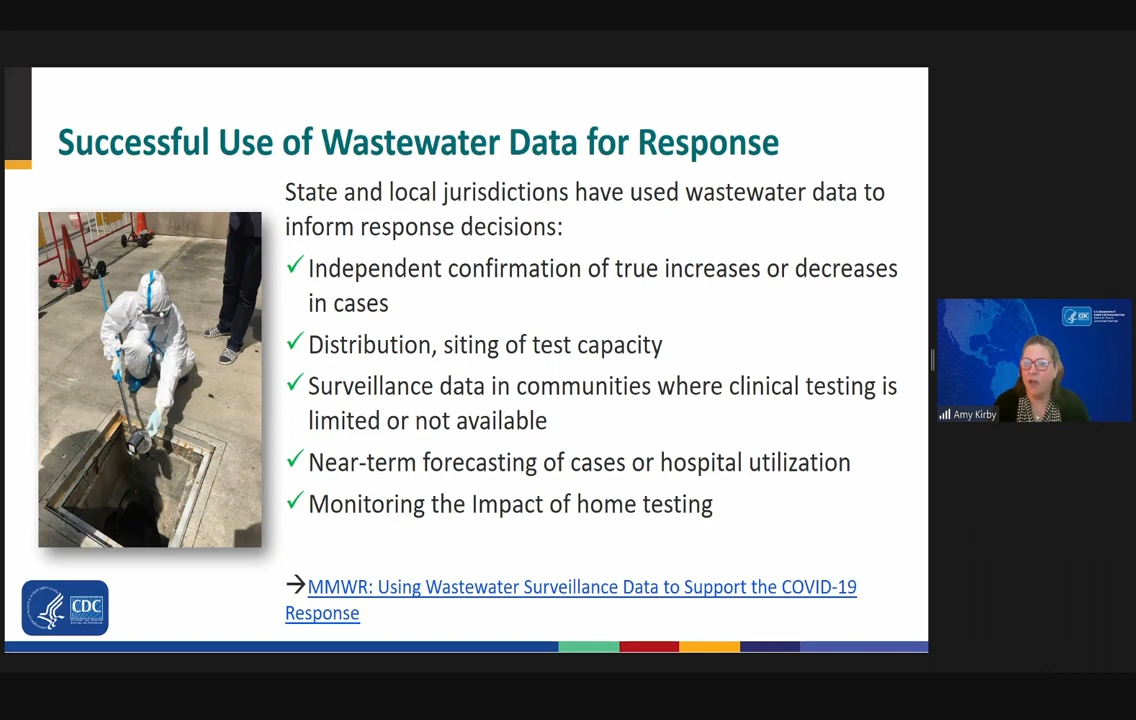 Successful Use of Wastewater Data for Response
State and local jurisdictions have used wastewater data to
inform response decisions:
✓ Independent confirmation of true increases or decreases
in cases
✓ Distribution, siting of test capacity
✓ Surveillance data in communities where clinical testing is
limited or not available
✓ Near-term forecasting of cases or hospital utilization
✓ Monitoring the Impact of home testing
→MMWR: Using Wastewater Surveillance Data to Support the COVID-19
Response
CDC
CDC
Amy Kirby